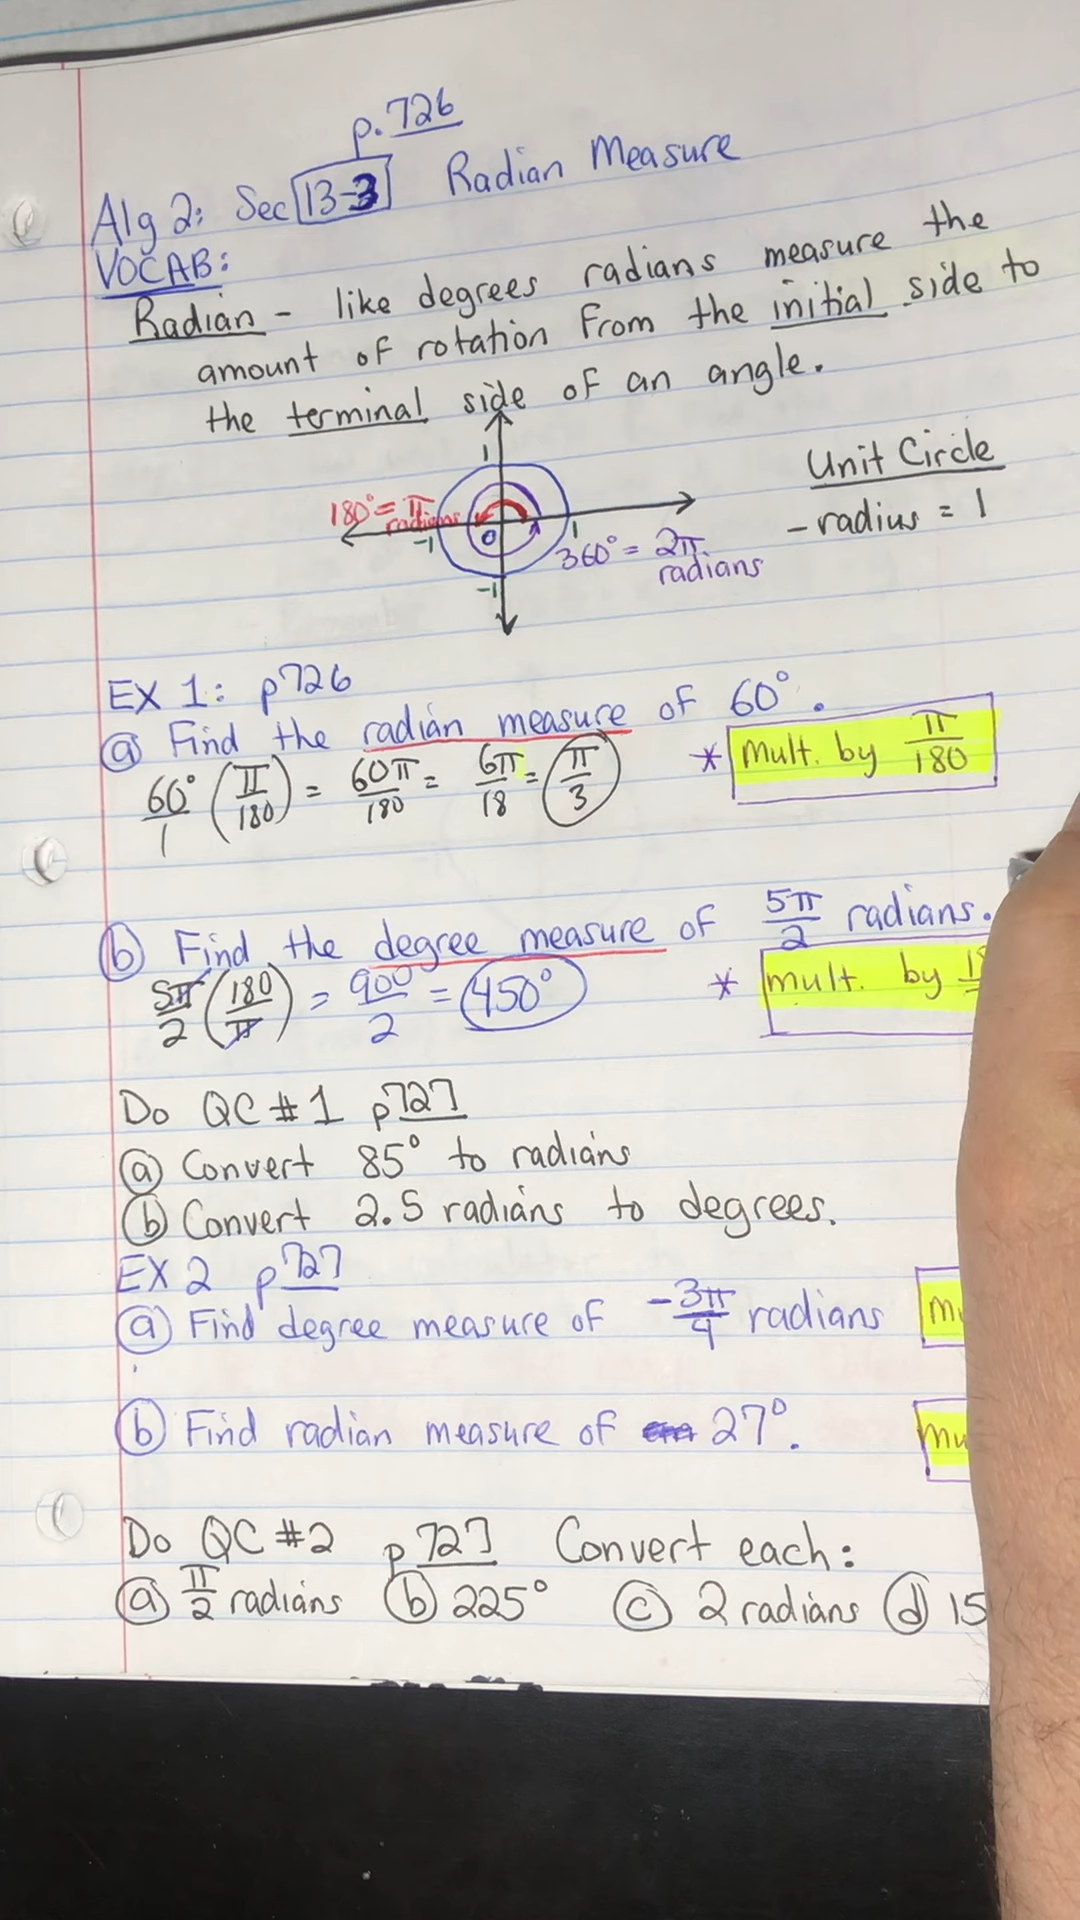 p. 726
Alg 2: Sec 13-3 Radian Measure
VOCAB:
Radian - like degrees radians measure the
amount of rotation from the initial side to
the terminal side of an angle.
1
180° = π radians
-1
0
1
360° = 2π radians
-1
Unit Circle
- radius = 1
EX 1: p726
ⓐ Find the radian measure of 60°.
60°/1 (π/180) = 60π/180 = 6π/18 = π/3
* Mult. by π/180
ⓑ Find the degree measure of 5π/2 radians.
5π/2 (180/π) = 900/2 = 450°
* mult. by
Do QC #1 p727
ⓐ Convert 85° to radians
ⓑ Convert 2.5 radians to degrees.
EX 2 p727
ⓐ Find degree measure of -3π/4 radians
ⓑ Find radian measure of 27°.
Do QC #2 p727 Convert each:
ⓐ π/2 radians ⓑ 225° ⓒ 2 radians ⓓ 15